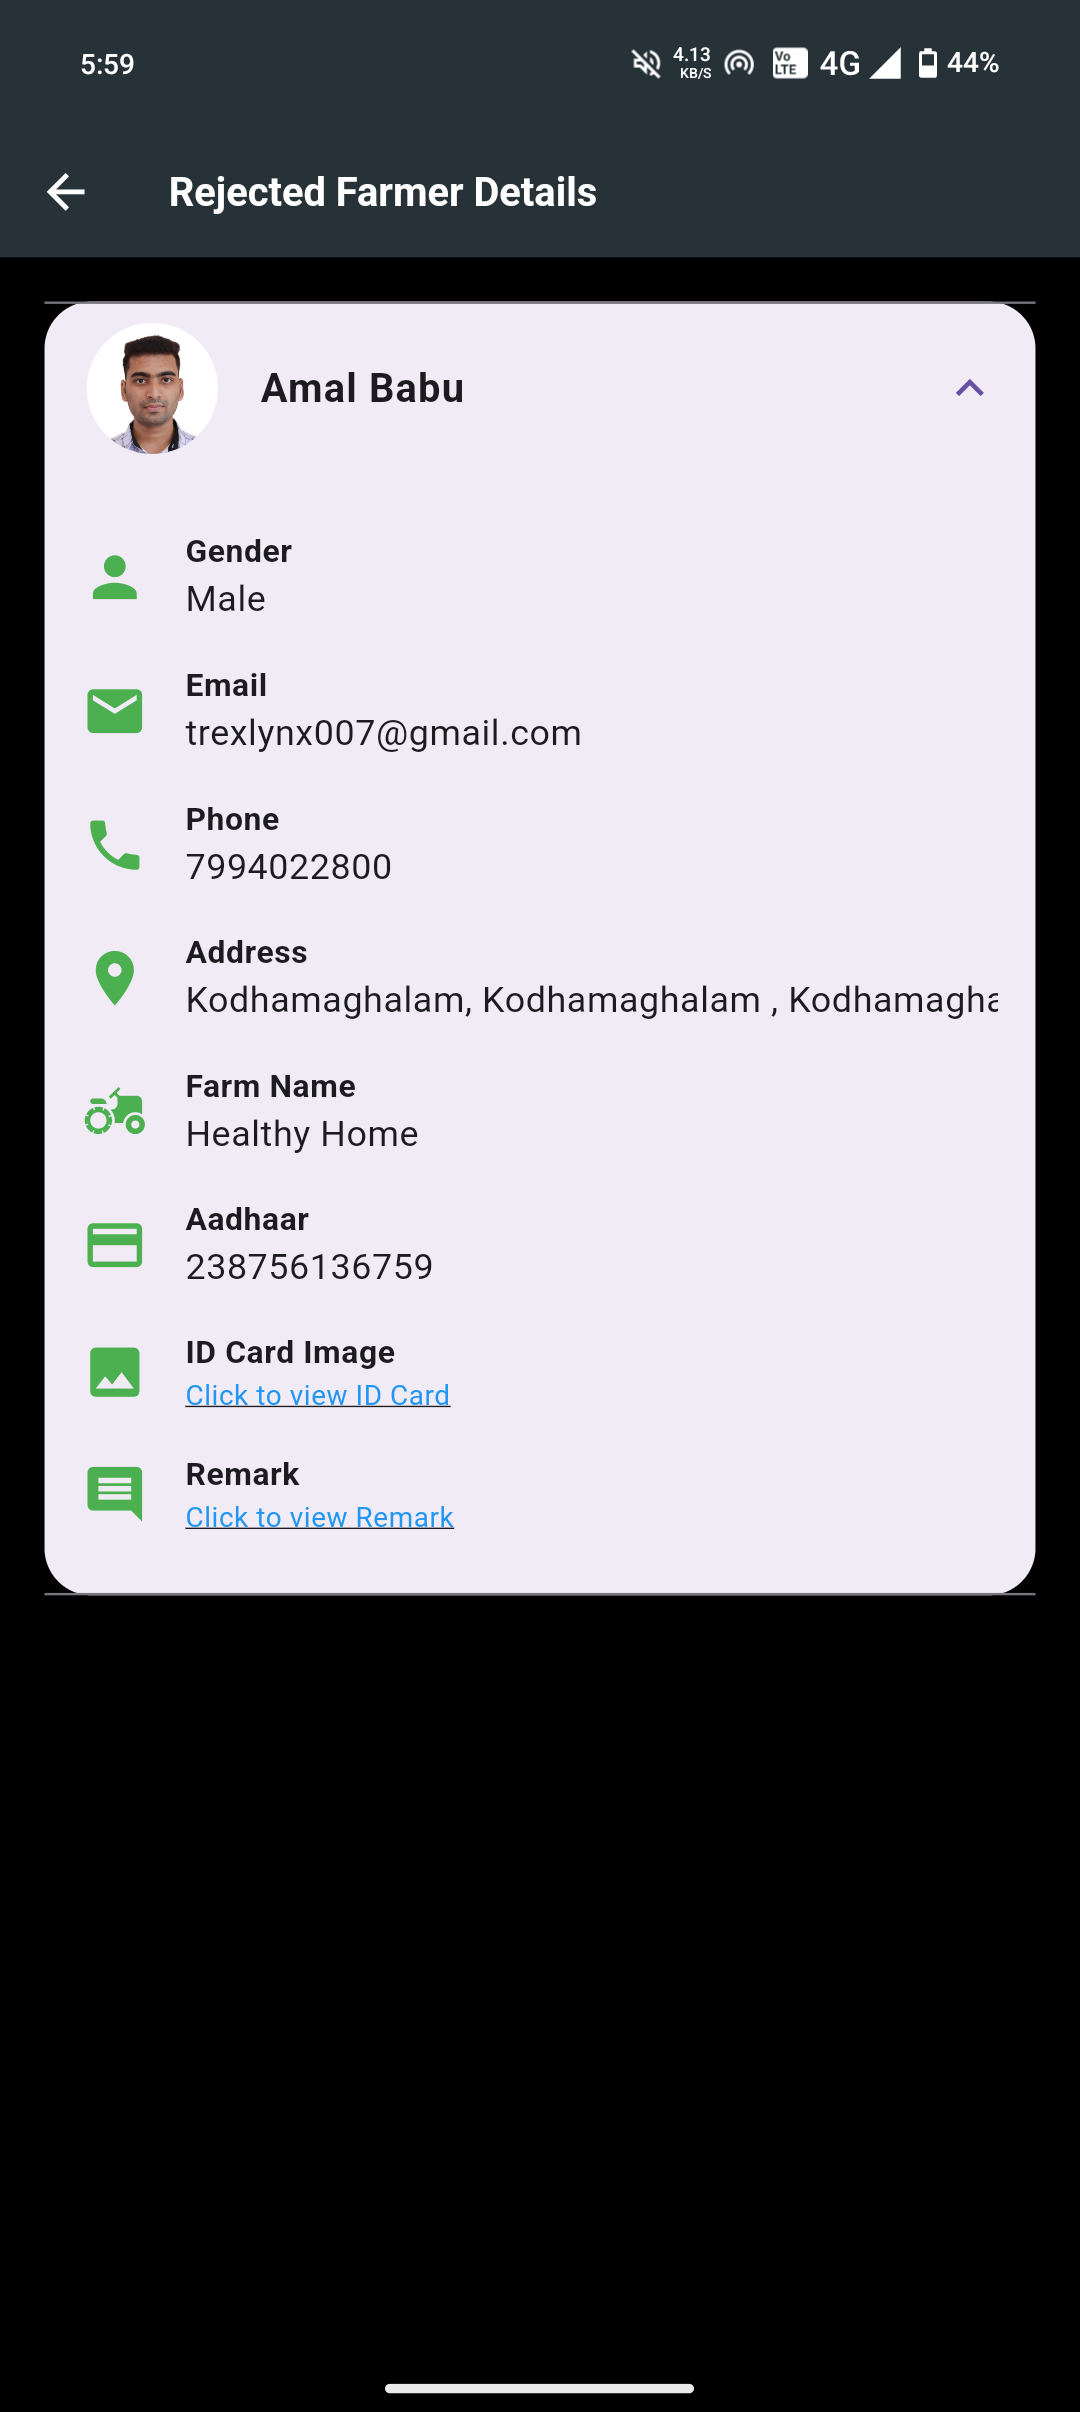 5:59
4.13
KB/S
Vo
LTE
4G
44%
Rejected Farmer Details
Amal Babu
Gender
Male
Email
trexlynx007@gmail.com
Phone
7994022800
Address
Kodhamaghalam, Kodhamaghalam , Kodhamagha
Farm Name
Healthy Home
Aadhaar
238756136759
ID Card Image
Click to view ID Card
Remark
Click to view Remark